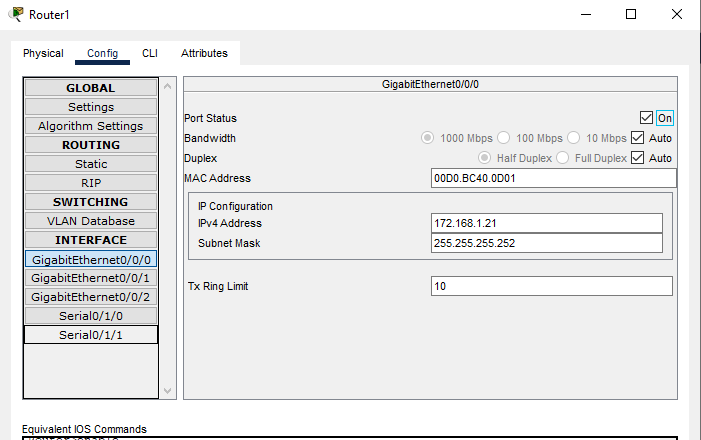 Router1
Physical Config CLI Attributes
GLOBAL
Settings
Algorithm Settings
ROUTING
Static
RIP
SWITCHING
VLAN Database
INTERFACE
GigabitEthernet0/0/0
GigabitEthernet0/0/1
GigabitEthernet0/0/2
Serial0/1/0
Serial0/1/1
GigabitEthernet0/0/0
Port Status On
Bandwidth 1000 Mbps 100 Mbps 10 Mbps Auto
Duplex Half Duplex Full Duplex Auto
MAC Address 00D0.BC40.0D01
IP Configuration
IPv4 Address 172.168.1.21
Subnet Mask 255.255.255.252
Tx Ring Limit 10
Equivalent IOS Commands